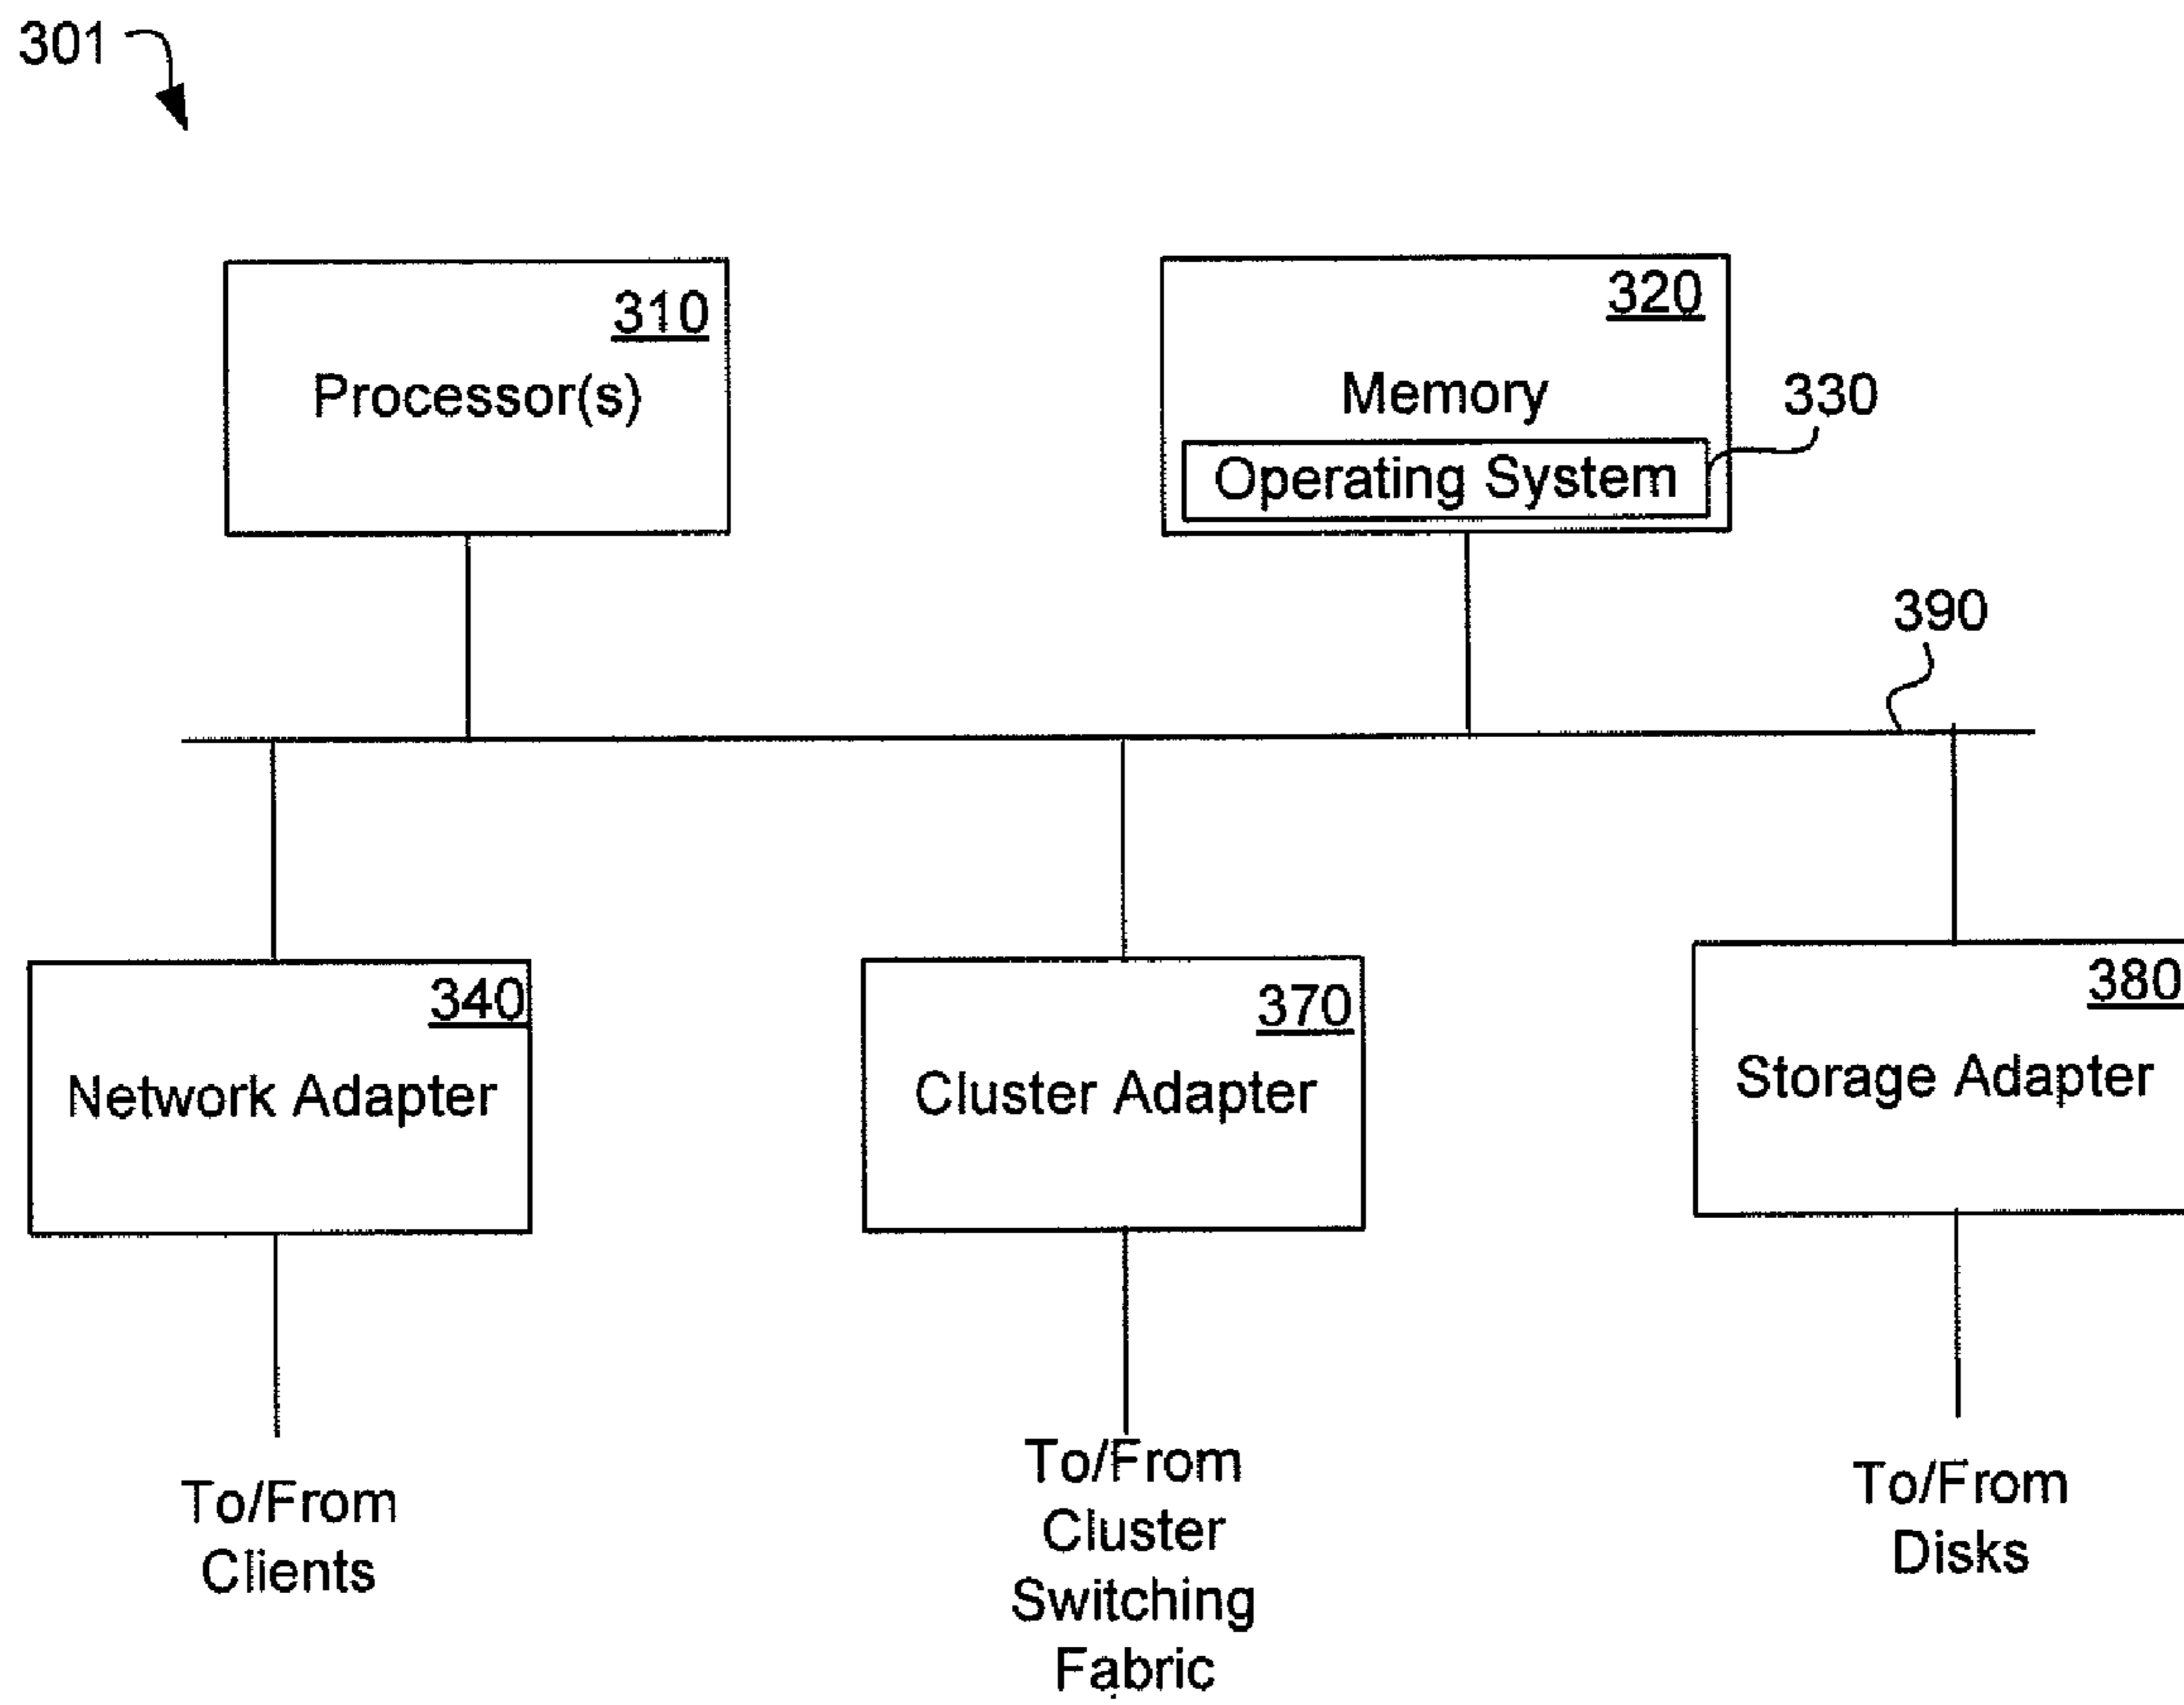 301
310
Processor(s)
320
Memory
330
Operating System
390
340
Network Adapter
370
Cluster Adapter
380
Storage Adapter
To/From
Clients
To/From
Cluster
Switching
Fabric
To/From
Disks